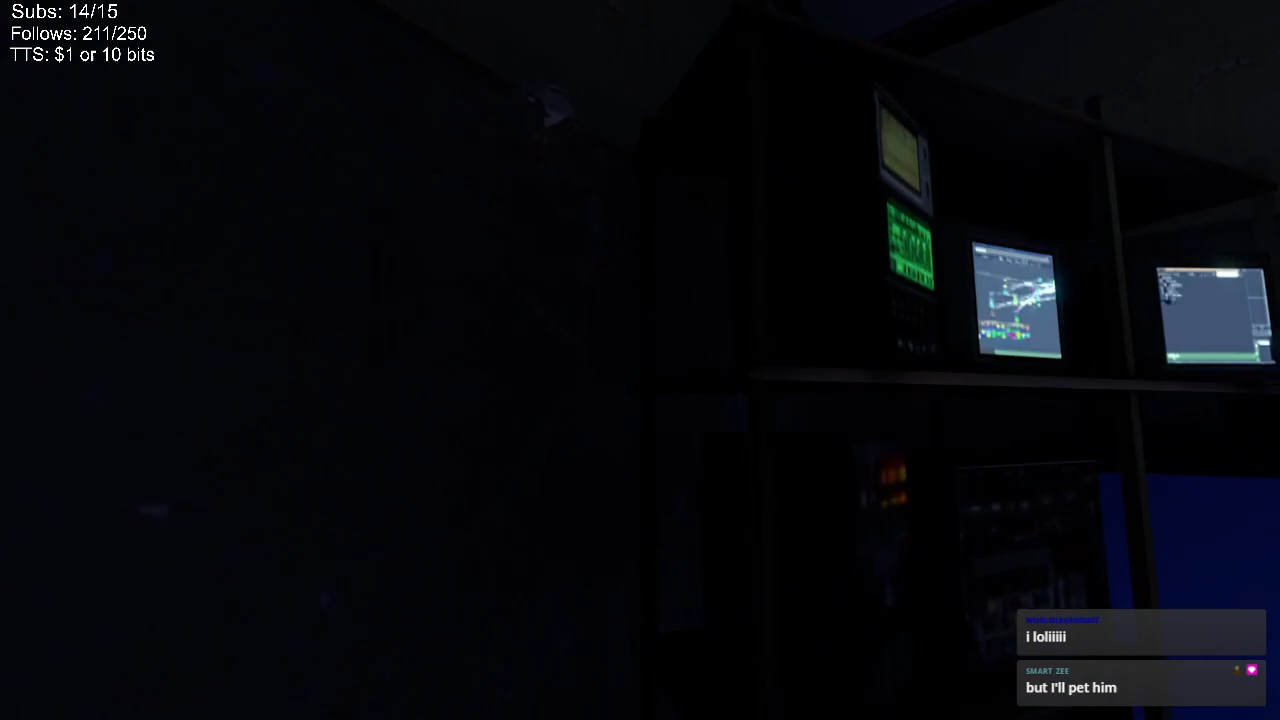 Subs: 14/15
Follows: 211/250
TTS: $1 or 10 bits
i loliiiii
SMART ZEE
but I'll pet him